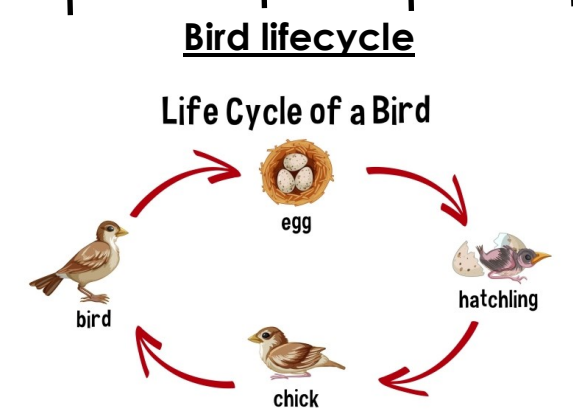 Bird lifecycle
Life Cycle of a Bird
egg
hatchling
bird
chick